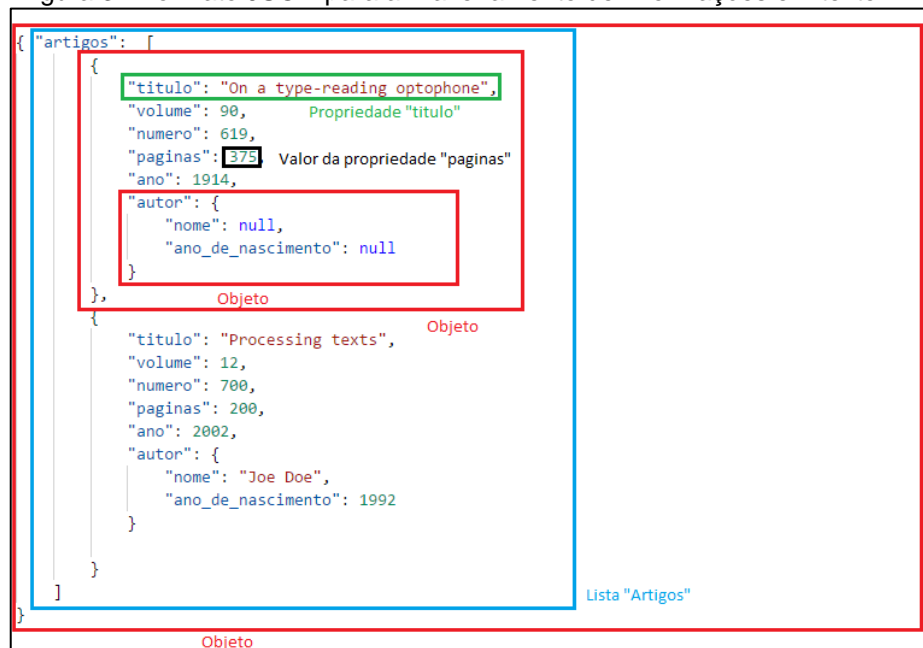 { "artigos": [
{
"titulo": "On a type-reading optophone",
"volume": 90, Propriedade "titulo"
"numero": 619,
"paginas": 375, Valor da propriedade "paginas"
"ano": 1914,
"autor": {
"nome": null,
"ano_de_nascimento": null
}
}, Objeto
{ Objeto
"titulo": "Processing texts",
"volume": 12,
"numero": 700,
"paginas": 200,
"ano": 2002,
"autor": {
"nome": "Joe Doe",
"ano_de_nascimento": 1992
}
}
] Lista "Artigos"
}
Objeto